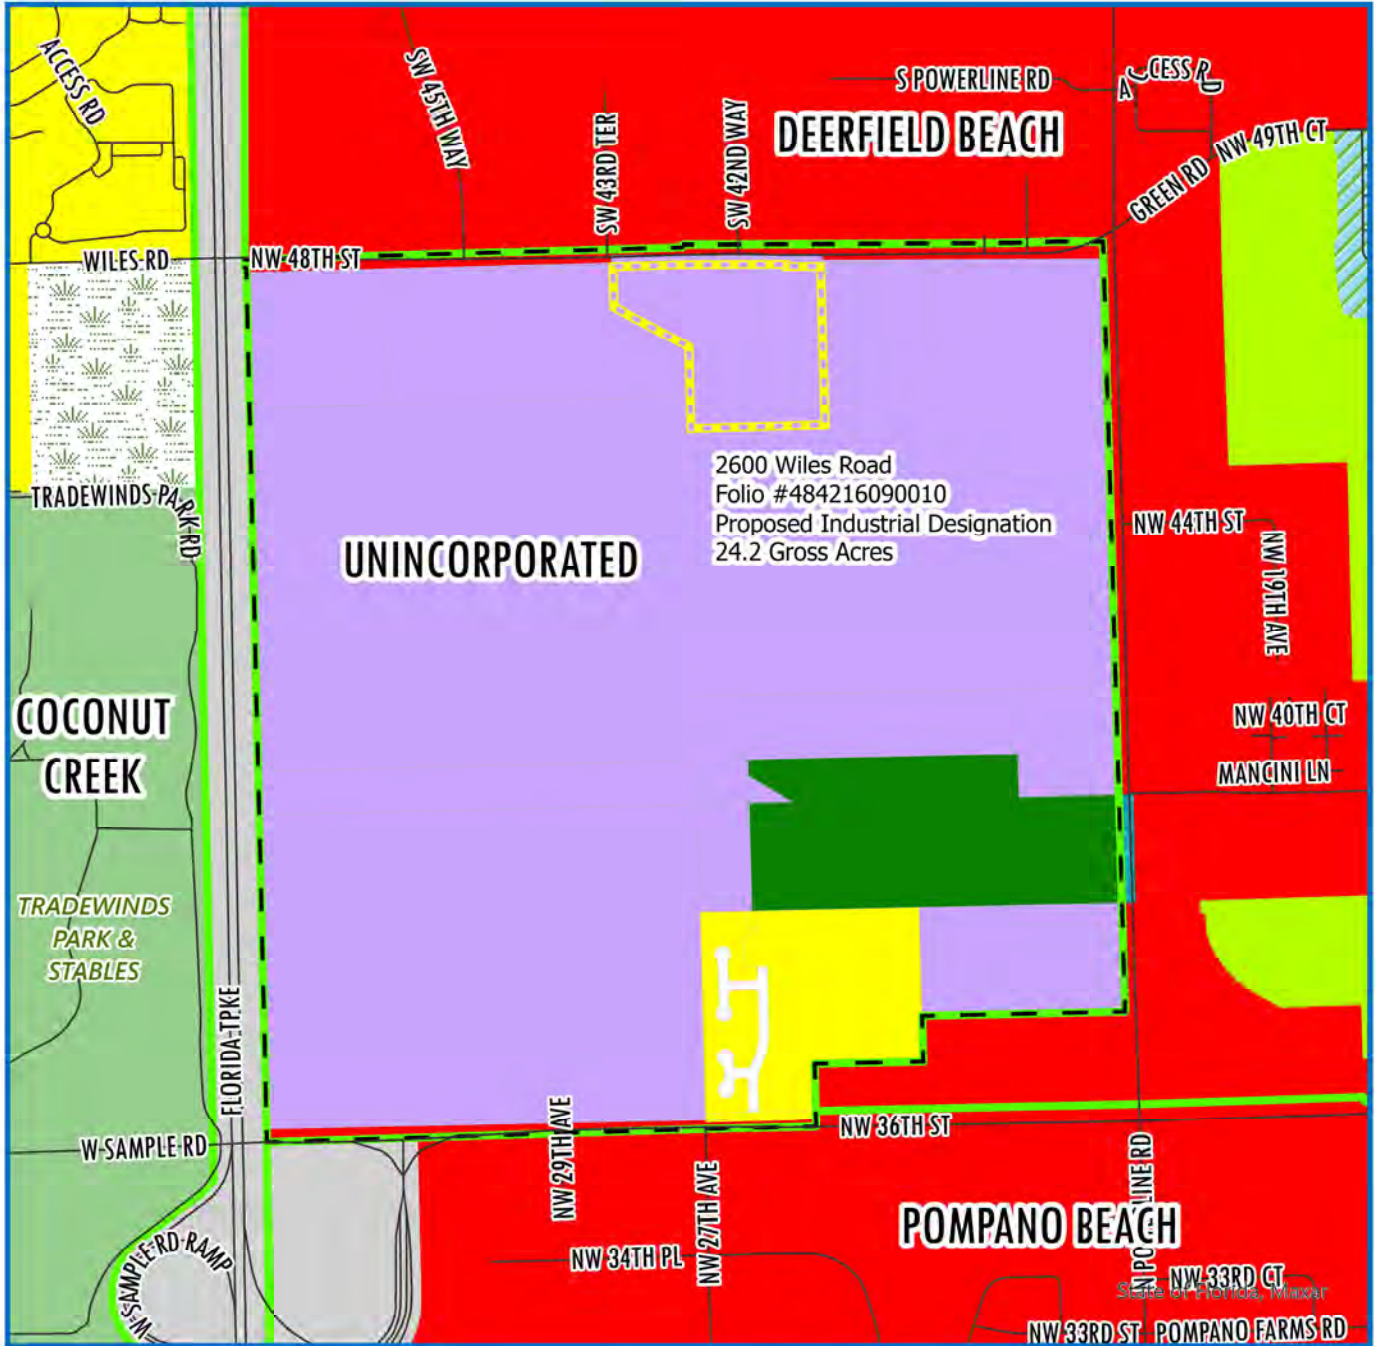 ACCESS RD
SW 45TH WAY
SW 43RD TER
SW 42ND WAY
S POWERLINE RD
ACCESS RD
DEERFIELD BEACH
NW 49TH CT
GREEN RD
WILES RD
NW 48TH ST
2600 Wiles Road
Folio #484216090010
Proposed Industrial Designation
24.2 Gross Acres
TRADEWINDS PARK RD
UNINCORPORATED
NW 44TH ST
NW 19TH AVE
COCONUT
CREEK
NW 40TH CT
MANCINI LN
TRADEWINDS
PARK &
STABLES
FLORIDA TPKE
W SAMPLE RD
NW 29TH AVE
NW 27TH AVE
NW 36TH ST
N POWERLINE RD
POMPANO BEACH
W SAMPLE RD RAMP
NW 34TH PL
NW 33RD CT
State of Florida, Maxar
NW 33RD ST
POMPANO FARMS RD